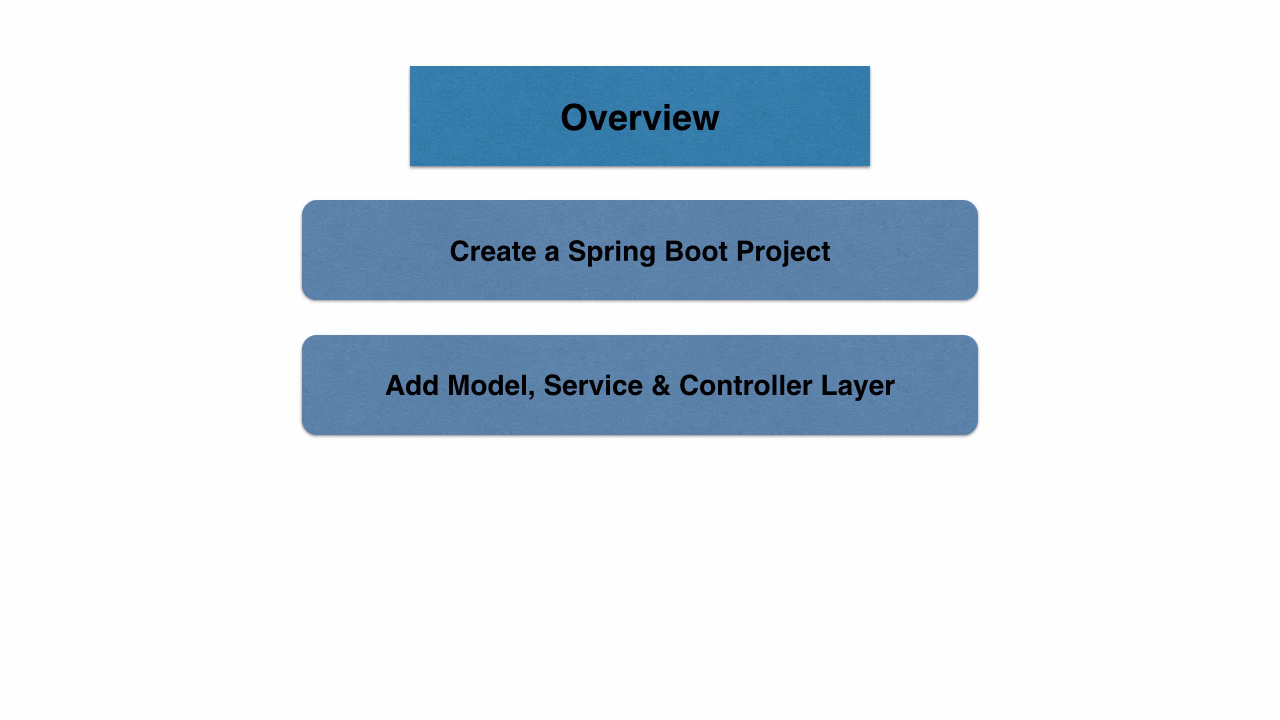 Overview
Create a Spring Boot Project
Add Model, Service & Controller Layer